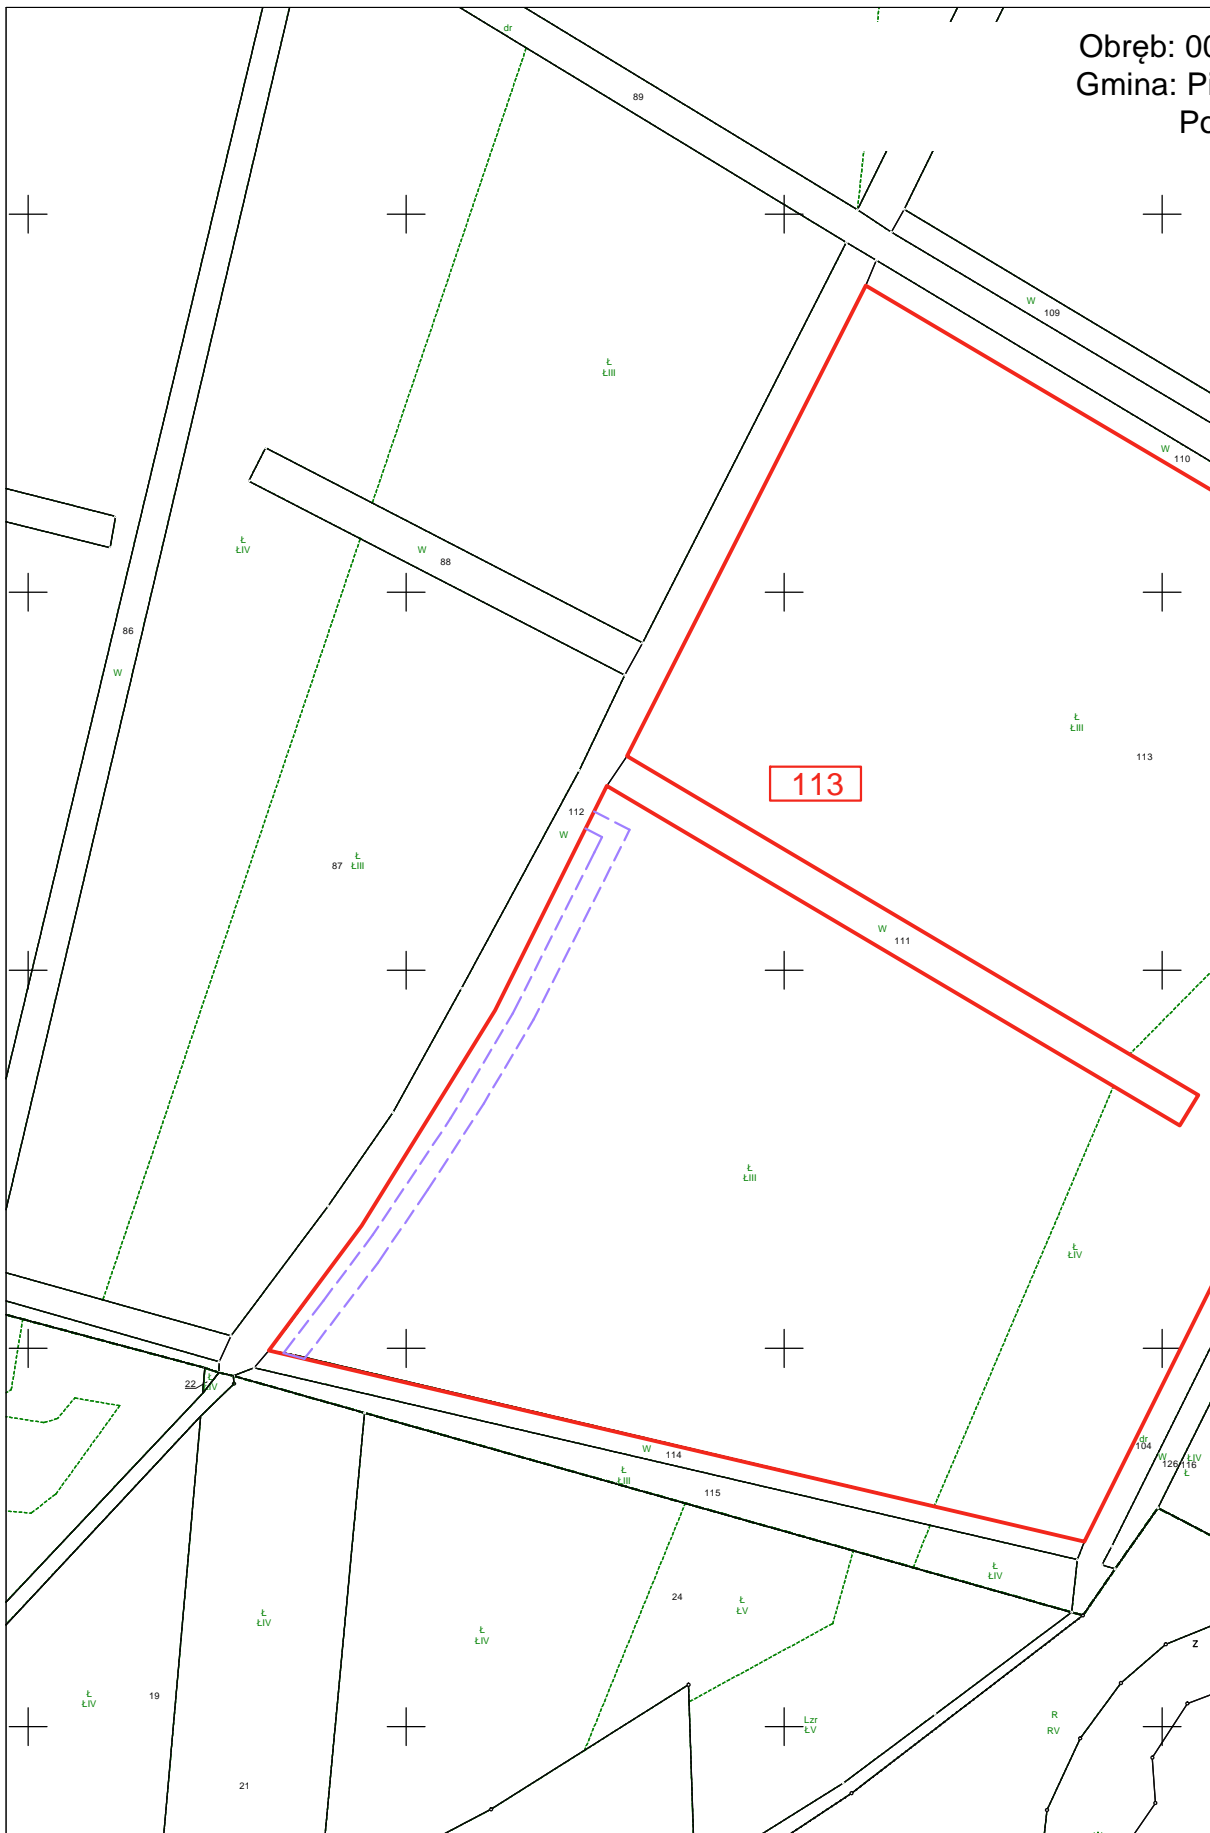 Obręb: 00
Gmina: Pi
Po
dr
89
W
109
W
110
Ł
ŁIII
Ł
ŁIV
W
88
86
W
Ł
ŁIII
113
113
112
W
87
Ł
ŁIII
W
111
Ł
ŁIII
Ł
ŁIV
22
Ł
ŁIV
W
114
Ł
ŁIII
115
dr
104
W
126
116
ŁIV
Ł
Ł
ŁIV
24
Ł
ŁV
Ł
ŁIV
Ł
ŁIV
Z
Ł
ŁIV
19
Lzr
ŁV
R
RV
21